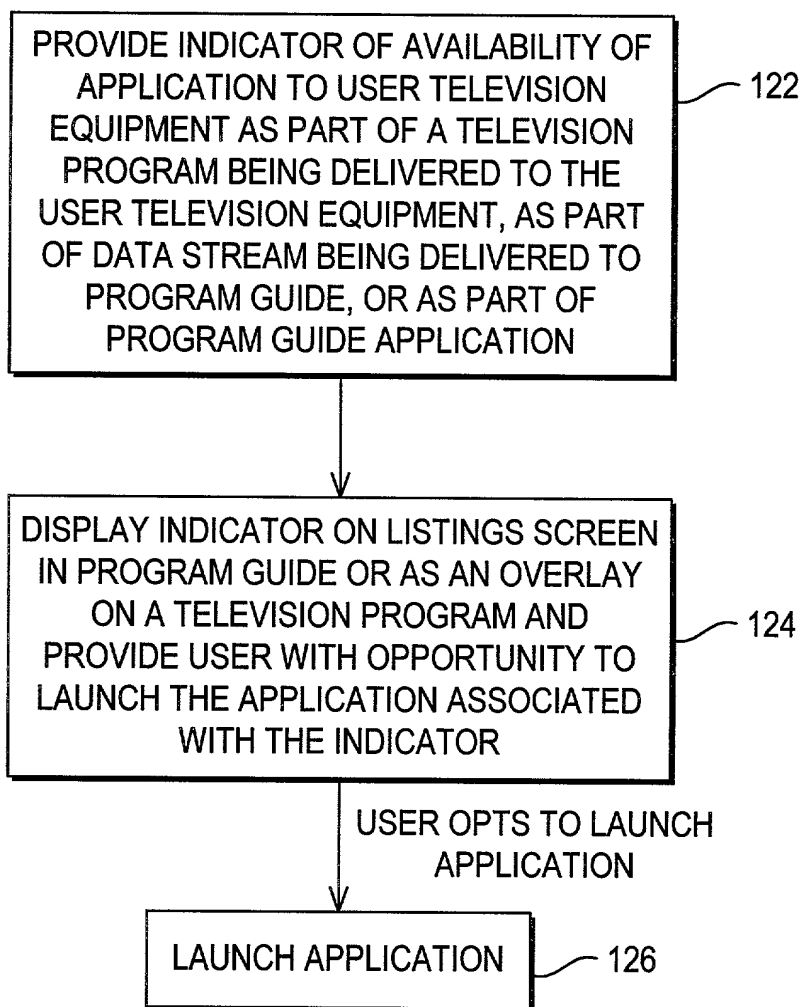 PROVIDE INDICATOR OF AVAILABILITY OF
APPLICATION TO USER TELEVISION
EQUIPMENT AS PART OF A TELEVISION
PROGRAM BEING DELIVERED TO THE
USER TELEVISION EQUIPMENT, AS PART
OF DATA STREAM BEING DELIVERED TO
PROGRAM GUIDE, OR AS PART OF
PROGRAM GUIDE APPLICATION
122
DISPLAY INDICATOR ON LISTINGS SCREEN
IN PROGRAM GUIDE OR AS AN OVERLAY
ON A TELEVISION PROGRAM AND
PROVIDE USER WITH OPPORTUNITY TO
LAUNCH THE APPLICATION ASSOCIATED
WITH THE INDICATOR
124
USER OPTS TO LAUNCH
APPLICATION
LAUNCH APPLICATION
126